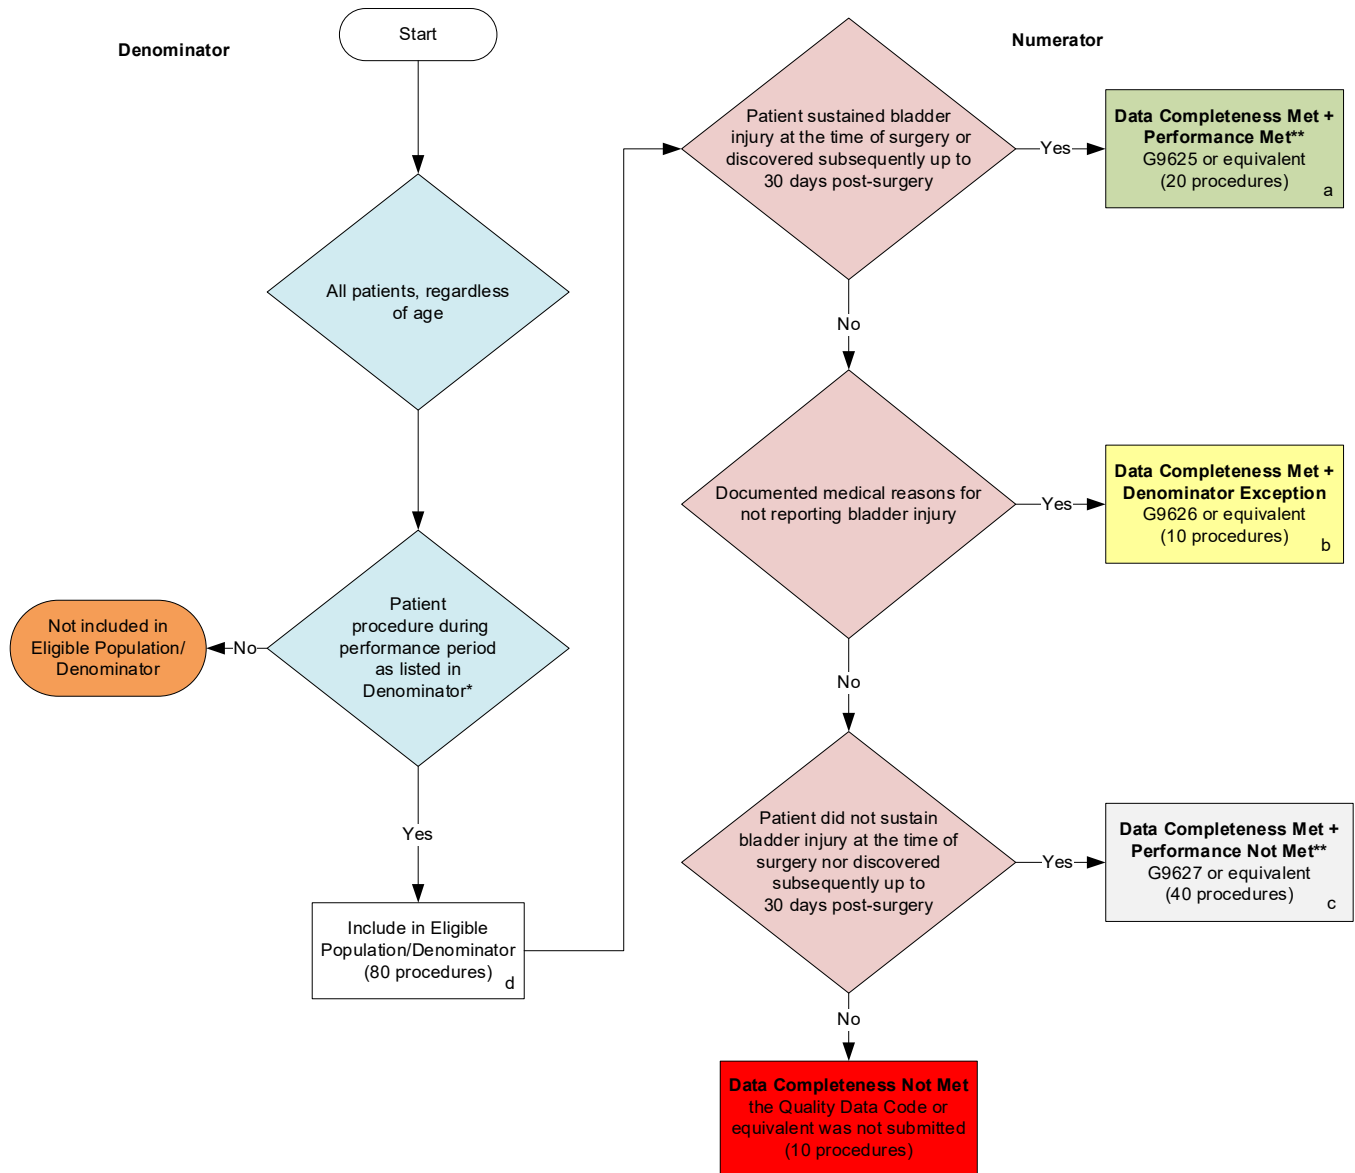 Denominator
Start
All patients, regardless
of age
Patient
procedure during
performance period
as listed in
Denominator*
No
Not included in
Eligible Population/
Denominator
Yes
Include in Eligible
Population/Denominator
(80 procedures)
d
Numerator
Patient sustained bladder
injury at the time of surgery or
discovered subsequently up to
30 days post-surgery
Yes
Data Completeness Met +
Performance Met**
G9625 or equivalent
(20 procedures)
a
No
Documented medical reasons for
not reporting bladder injury
Yes
Data Completeness Met +
Denominator Exception
G9626 or equivalent
(10 procedures)
b
No
Patient did not sustain
bladder injury at the time of
surgery nor discovered
subsequently up to
30 days post-surgery
Yes
Data Completeness Met +
Performance Not Met**
G9627 or equivalent
(40 procedures)
c
No
Data Completeness Not Met
the Quality Data Code or
equivalent was not submitted
(10 procedures)